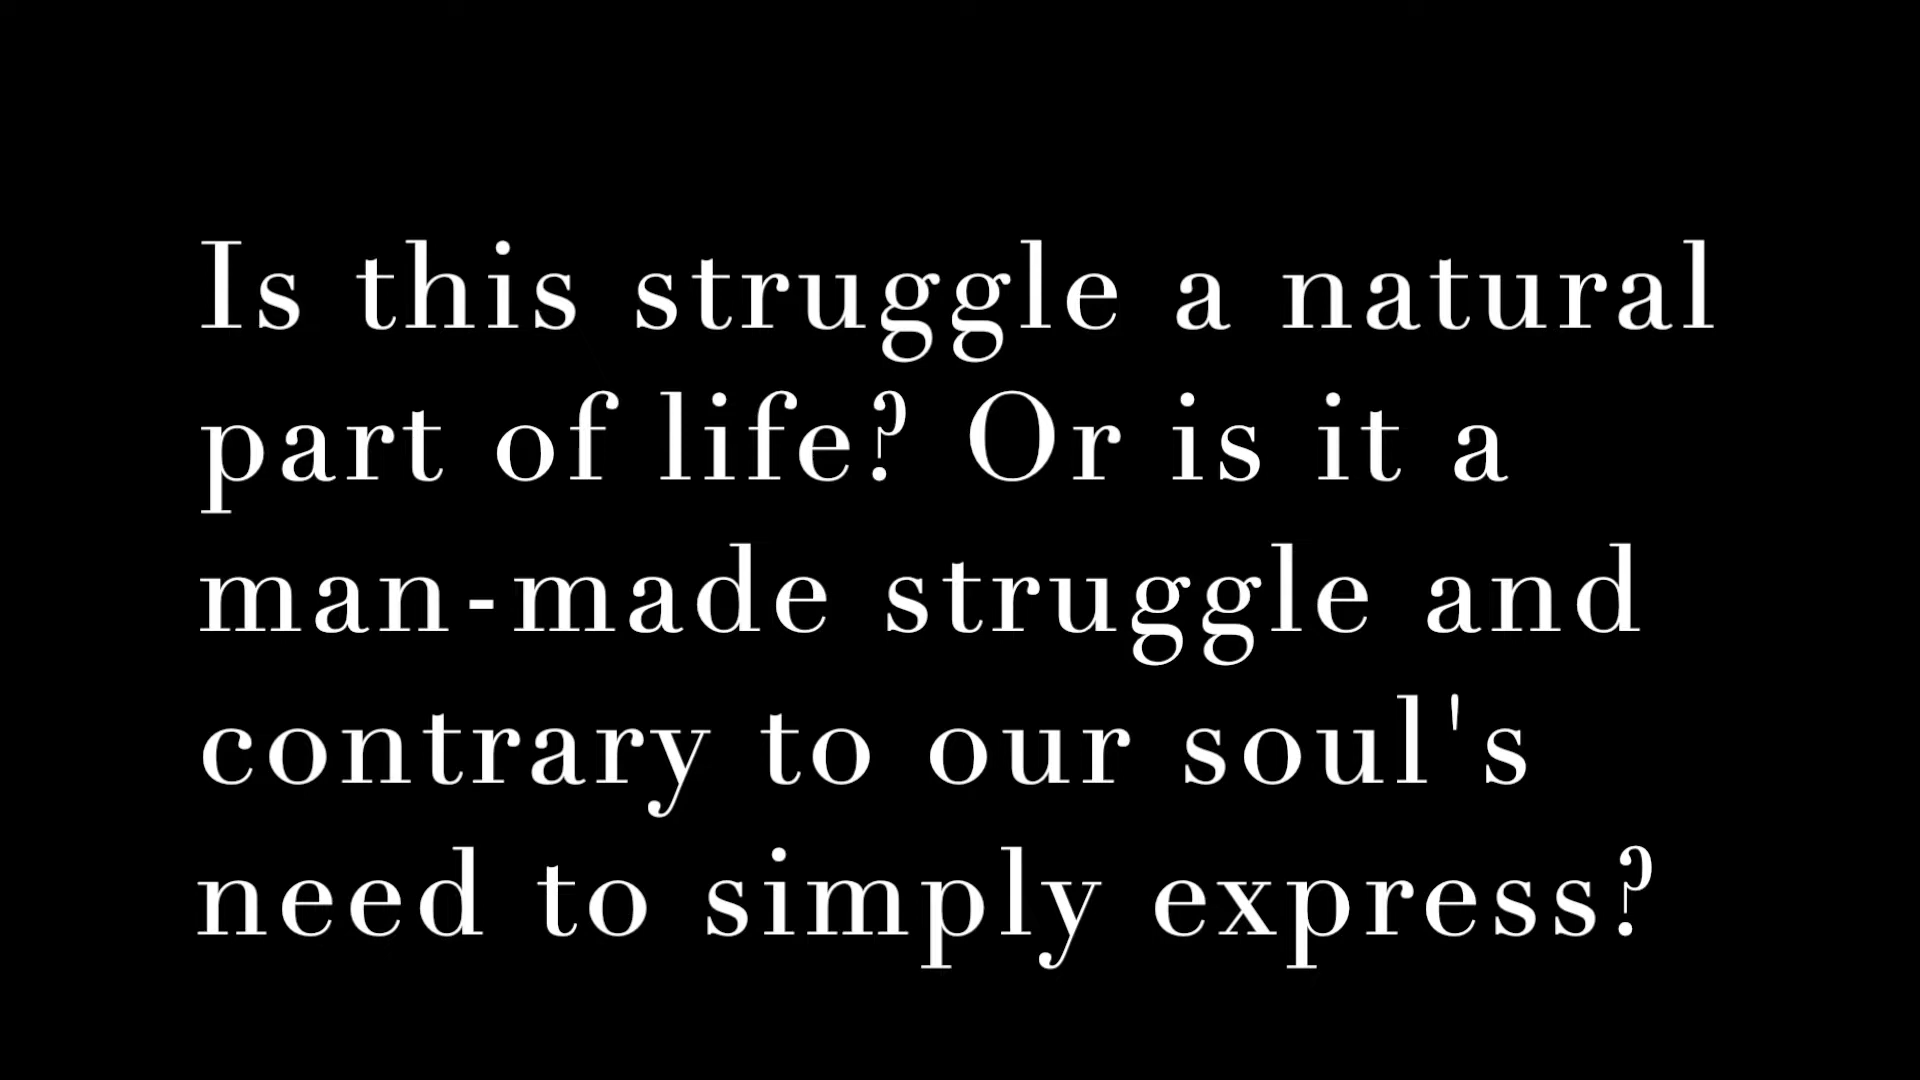 Is this struggle a natural
part of life? Or is it a
man-made struggle and
contrary to our soul's
need to simply express?